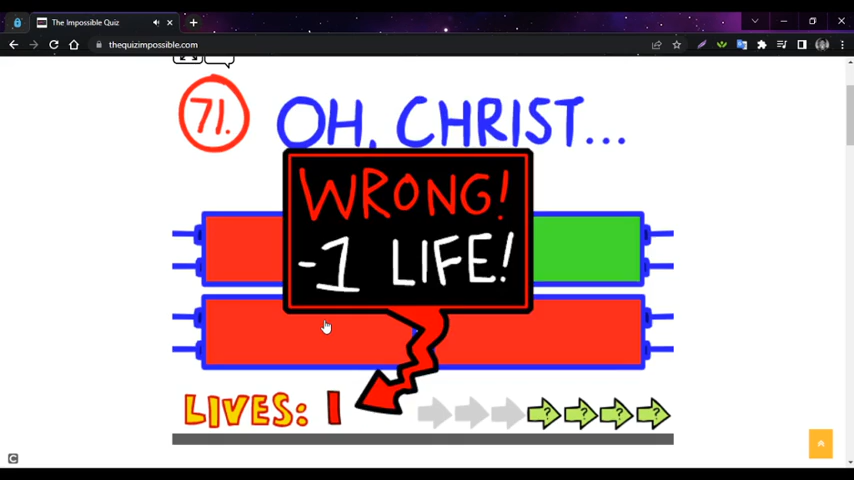 The Impossible Quiz
thequizimpossible.com
71. OH, CHRIST...
WRONG!
-1 LIFE!
LIVES: 1
? ? ? ?
C